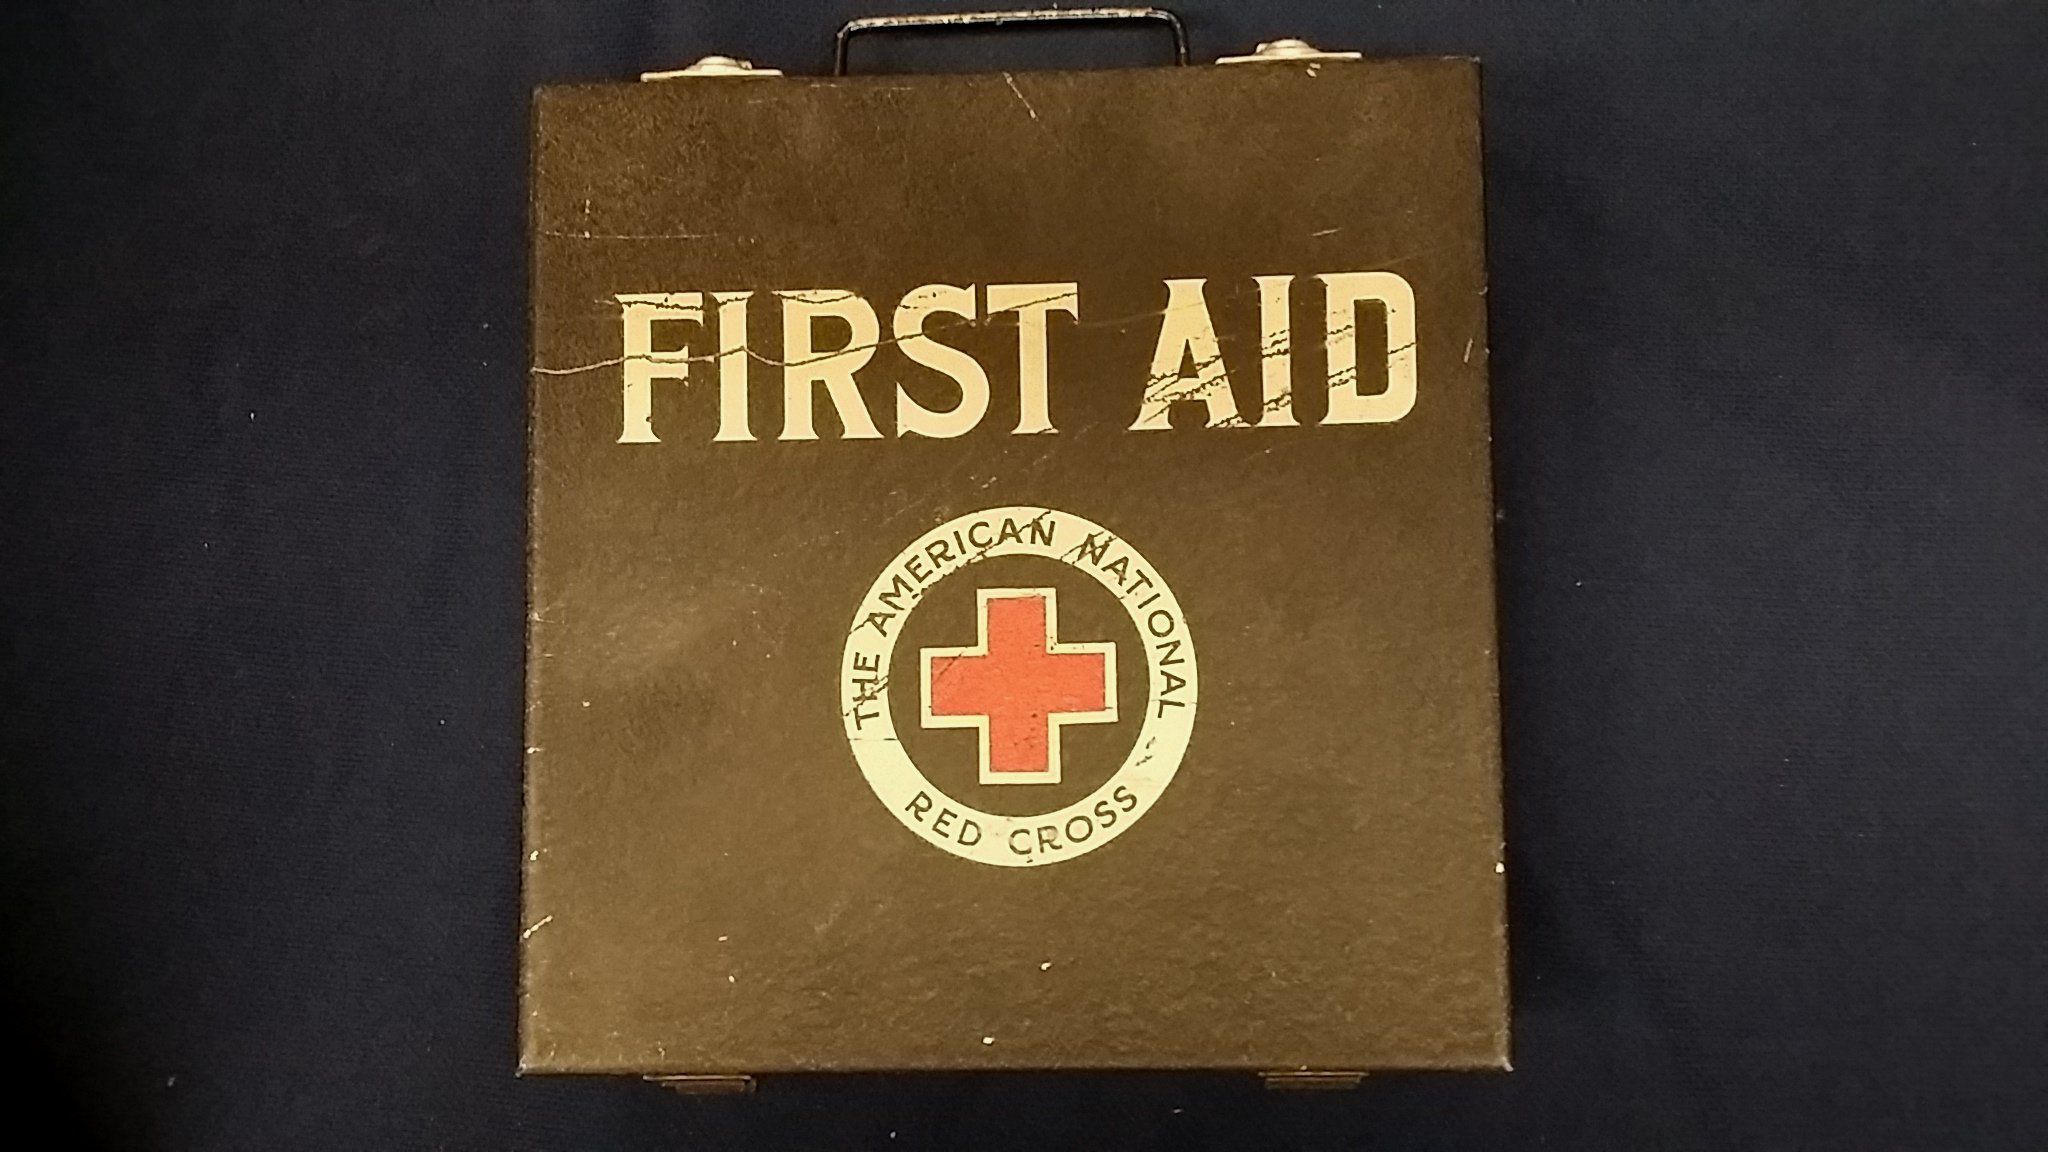 FIRST AID
THE AMERICAN NATIONAL
RED CROSS